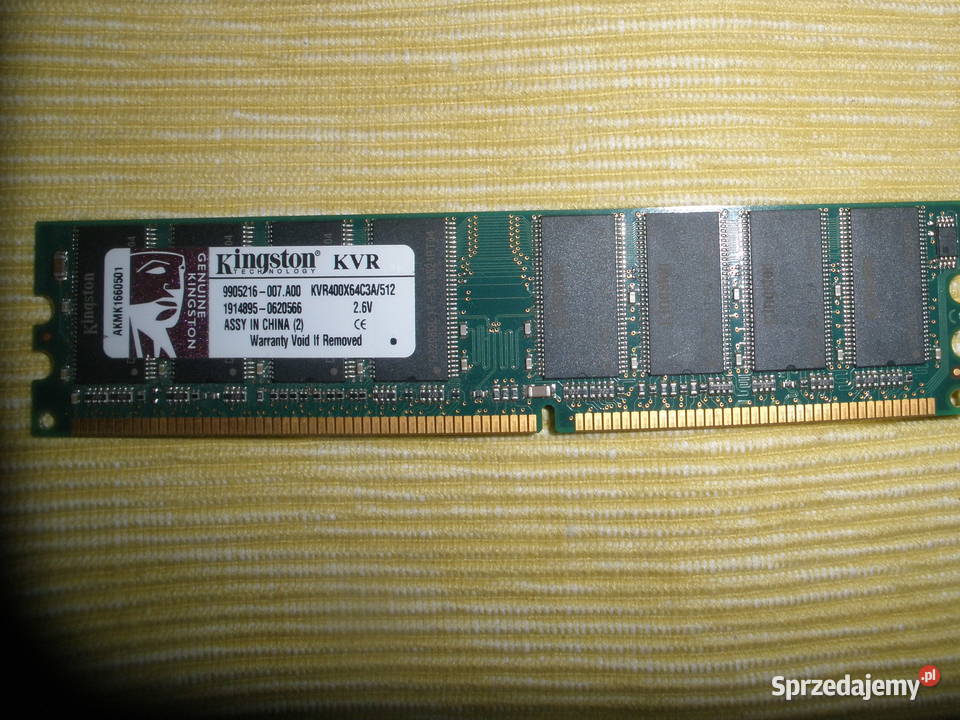 Kingston
AKMK1660501
GENUINE
KINGSTON
Kingston® KVR
TECHNOLOGY
9905216-007.A00 KVR400X64C3A/512
1914895-0620566 2.6V
ASSY IN CHINA (2) CE
Warranty Void If Removed
Sprzedajemy.pl